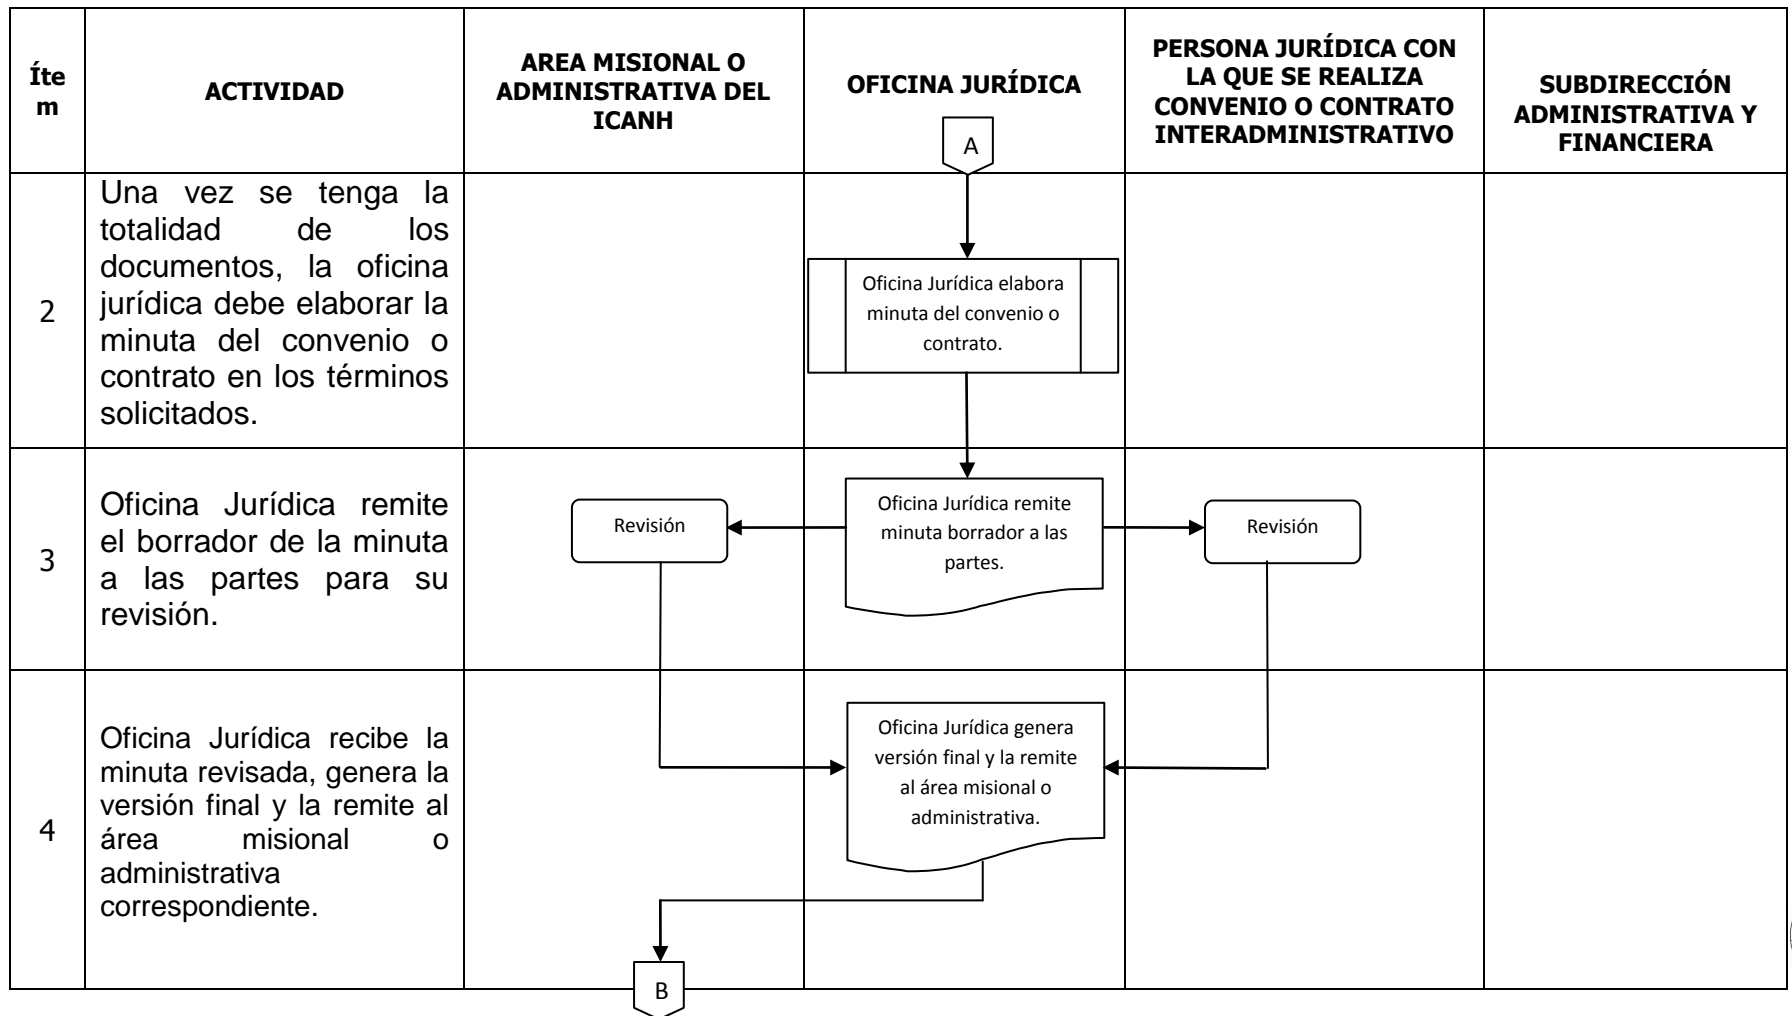 Íte
m
ACTIVIDAD
AREA MISIONAL O
ADMINISTRATIVA DEL
ICANH
OFICINA JURÍDICA
A
PERSONA JURÍDICA CON
LA QUE SE REALIZA
CONVENIO O CONTRATO
INTERADMINISTRATIVO
SUBDIRECCIÓN
ADMINISTRATIVA Y
FINANCIERA
2
Una vez se tenga la
totalidad de los
documentos, la oficina
jurídica debe elaborar la
minuta del convenio o
contrato en los términos
solicitados.
Oficina Jurídica elabora
minuta del convenio o
contrato.
3
Oficina Jurídica remite
el borrador de la minuta
a las partes para su
revisión.
Revisión
Oficina Jurídica remite
minuta borrador a las
partes.
Revisión
4
Oficina Jurídica recibe la
minuta revisada, genera la
versión final y la remite al
área misional o
administrativa
correspondiente.
Oficina Jurídica genera
versión final y la remite
al área misional o
administrativa.
B